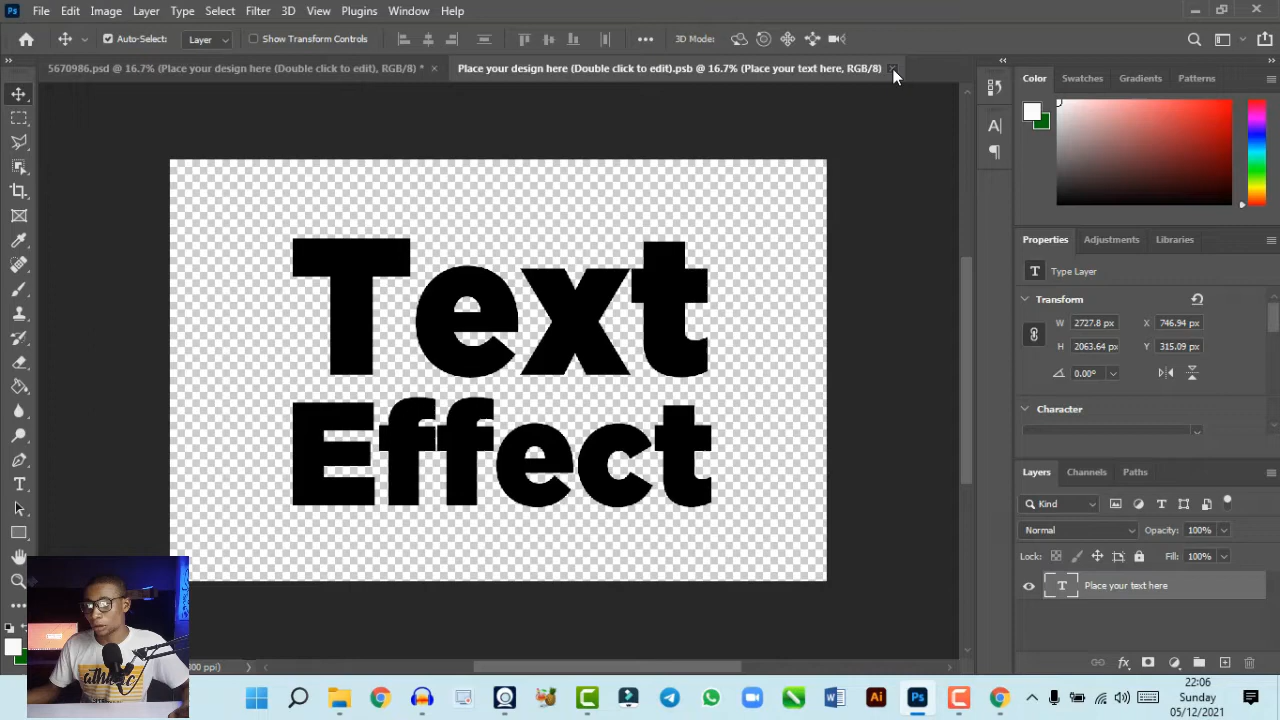 Ps File Edit Image Layer Type Select Filter 3D View Plugins Window Help
Auto-Select: Layer Show Transform Controls ••• 3D Mode:
5670986.psd @ 16.7% (Place your design here (Double click to edit), RGB/8) * × Place your design here (Double click to edit).psb @ 16.7% (Place your text here, RGB/8)
Color Swatches Gradients Patterns
Text
Effect
Properties Adjustments Libraries
T Type Layer
Transform
W 2727.8 px X 746.94 px
H 2063.64 px Y 315.09 px
0.00°
Character
Layers Channels Paths
Kind
Normal Opacity: 100%
Lock: Fill: 100%
T Place your text here
fx
Ai Ps
22:06
Sunday
05/12/2021